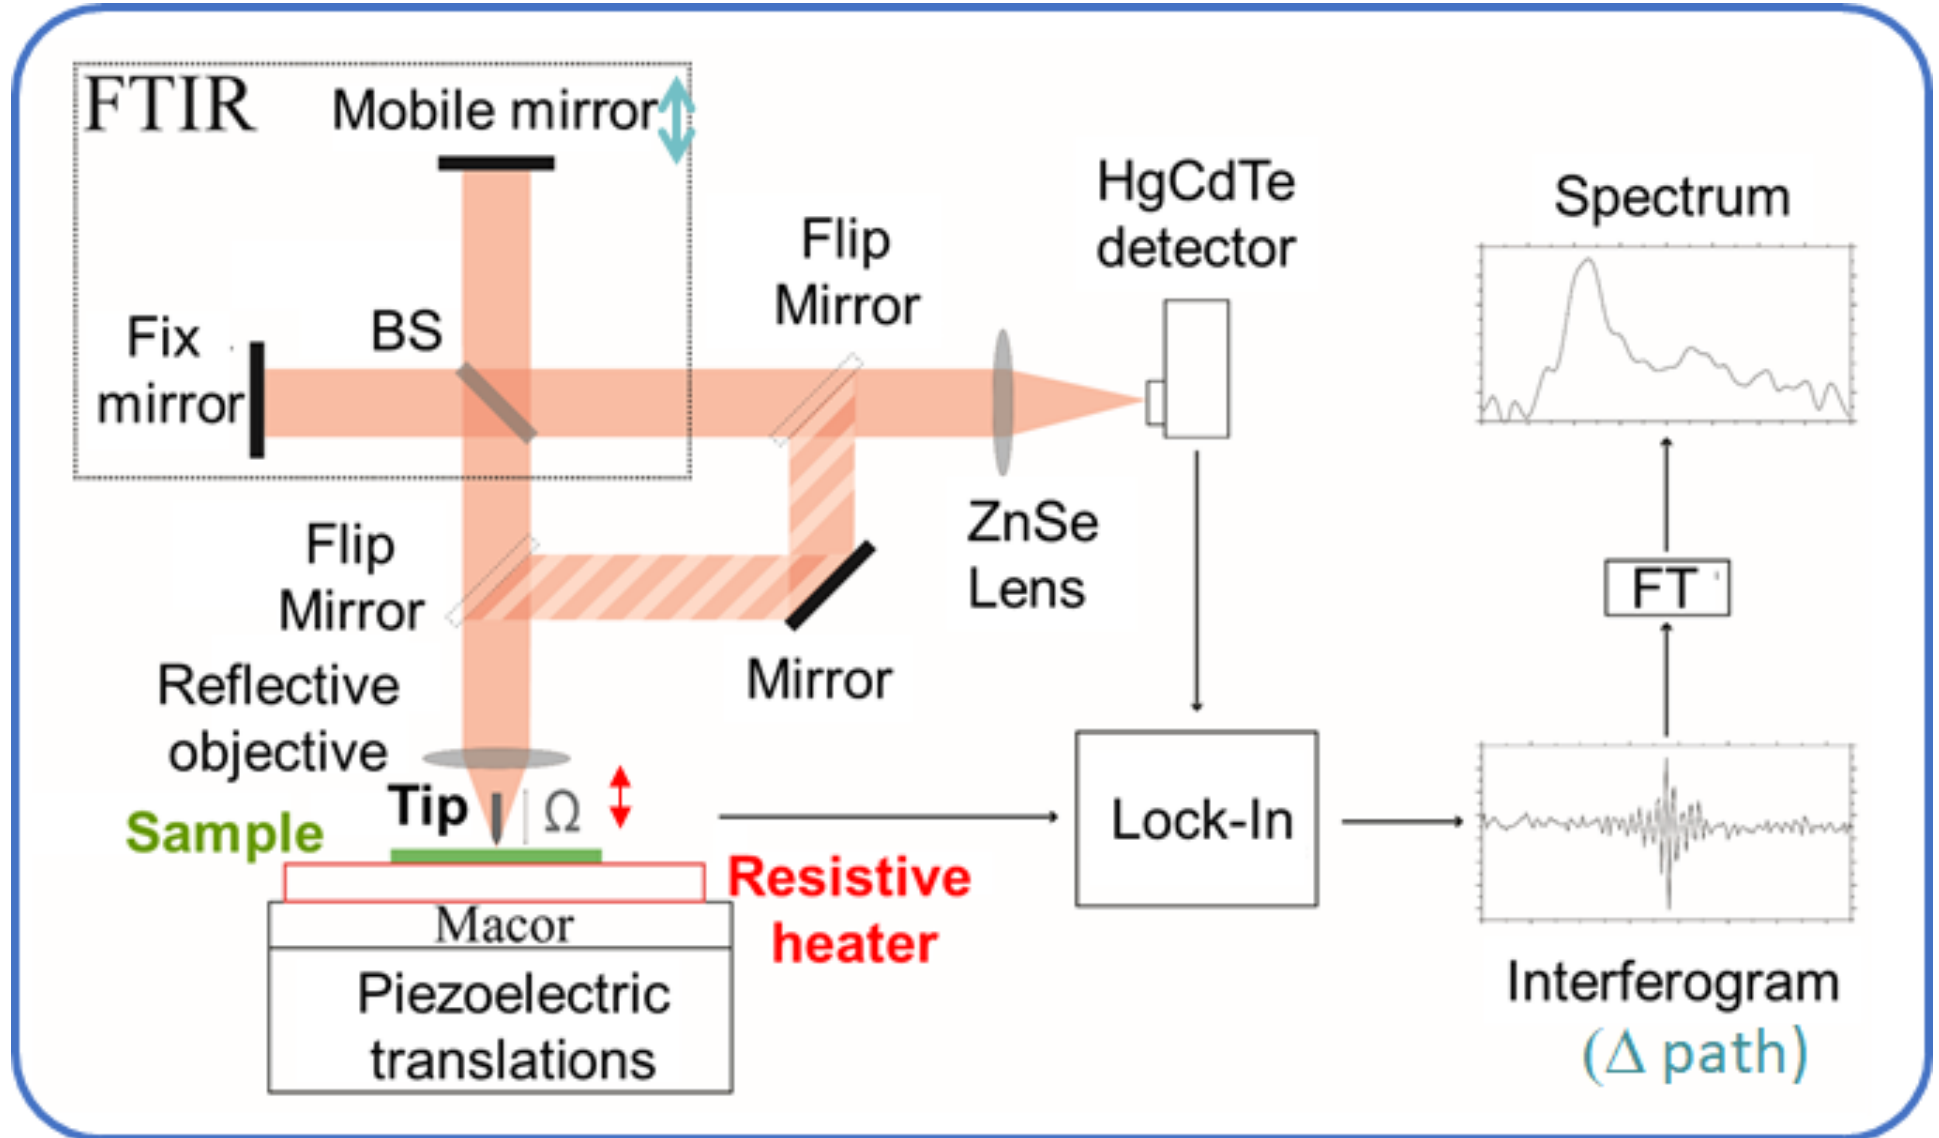 FTIR
Mobile mirror
HgCdTe
detector
Spectrum
Flip
Mirror
Fix
mirror
BS
ZnSe
Lens
Flip
Mirror
FT
Reflective
objective
Mirror
Tip
Ω
Sample
Lock-In
Resistive
heater
Macor
Piezoelectric
translations
Interferogram
(Δ path)